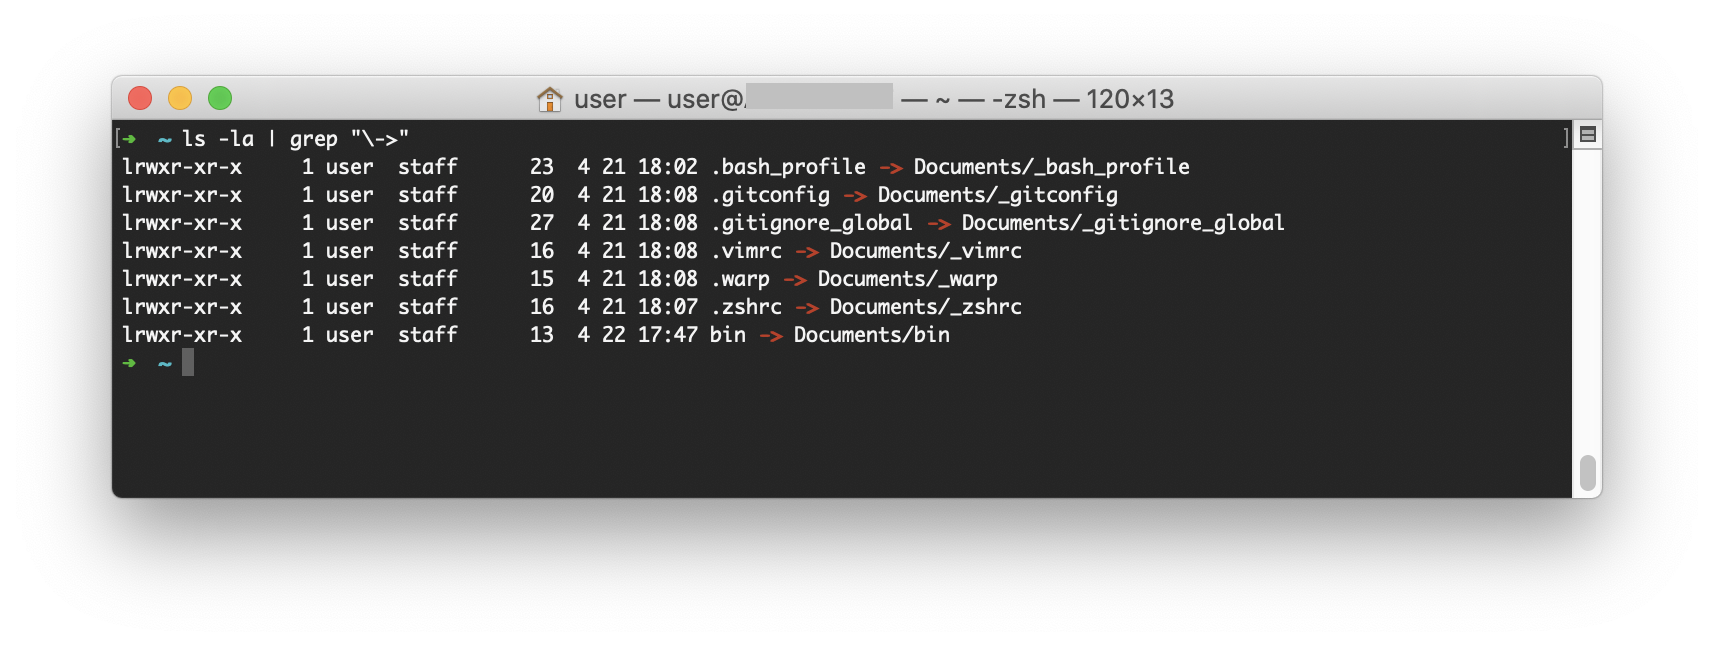 user — user@ — ~ — -zsh — 120×13
[➜ ~ ls -la | grep "\->" ]
lrwxr-xr-x 1 user staff 23 4 21 18:02 .bash_profile -> Documents/_bash_profile
lrwxr-xr-x 1 user staff 20 4 21 18:08 .gitconfig -> Documents/_gitconfig
lrwxr-xr-x 1 user staff 27 4 21 18:08 .gitignore_global -> Documents/_gitignore_global
lrwxr-xr-x 1 user staff 16 4 21 18:08 .vimrc -> Documents/_vimrc
lrwxr-xr-x 1 user staff 15 4 21 18:08 .warp -> Documents/_warp
lrwxr-xr-x 1 user staff 16 4 21 18:07 .zshrc -> Documents/_zshrc
lrwxr-xr-x 1 user staff 13 4 22 17:47 bin -> Documents/bin
➜ ~